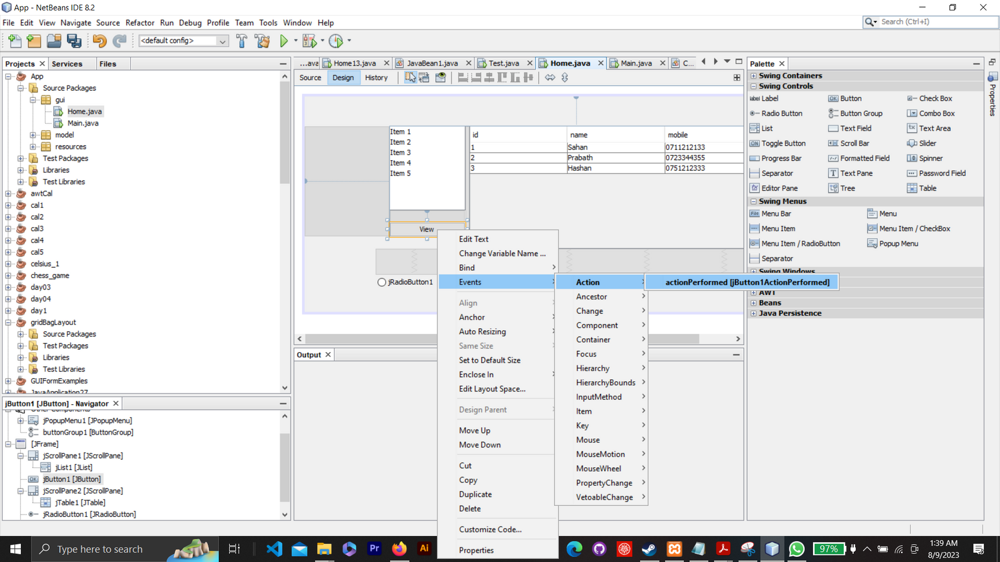 App - NetBeans IDE 8.2
File Edit View Navigate Source Refactor Run Debug Profile Team Tools Window Help
Search (Ctrl+I)
<default config>
Projects
Services
Files
App
Source Packages
gui
Home.java
Main.java
model
resources
Test Packages
Libraries
Test Libraries
awtCal
cal1
cal2
cal3
cal4
cal5
celsius_1
chess_game
day03
day04
day1
gridBagLayout
Source Packages
Test Packages
Libraries
Test Libraries
GUIFormExamples
JavaApplication27
jButton1 [JButton] - Navigator
Other Components
jPopupMenu1 [JPopupMenu]
buttonGroup1 [ButtonGroup]
[JFrame]
jScrollPane1 [JScrollPane]
jList1 [JList]
jButton1 [JButton]
jScrollPane2 [JScrollPane]
jTable1 [JTable]
jRadioButton1 [JRadioButton]
...ava Home13.java JavaBean1.java Test.java Home.java Main.java C...
Source Design History
Item 1
Item 2
Item 3
Item 4
Item 5
id name mobile
1 Sahan 0711212133
2 Prabath 0723344355
3 Hashan 0751212333
View
jRadioButton1
Output
Edit Text
Change Variable Name ...
Bind
Events
Align
Anchor
Auto Resizing
Same Size
Set to Default Size
Enclose In
Edit Layout Space...
Design Parent
Move Up
Move Down
Cut
Copy
Duplicate
Delete
Customize Code...
Properties
Action
Ancestor
Change
Component
Container
Focus
Hierarchy
HierarchyBounds
InputMethod
Item
Key
Mouse
MouseMotion
MouseWheel
PropertyChange
VetoableChange
actionPerformed [jButton1ActionPerformed]
Palette
Swing Containers
Swing Controls
Label Button Check Box
Radio Button Button Group Combo Box
List Text Field Text Area
Toggle Button Scroll Bar Slider
Progress Bar Formatted Field Spinner
Separator Text Pane Password Field
Editor Pane Tree Table
Swing Menus
Menu Bar Menu
Menu Item Menu Item / CheckBox
Menu Item / RadioButton Popup Menu
Separator
Swing Windows
AWT
Beans
Java Persistence
Properties
Type here to search
Pr
Ai
97%
1:39 AM
8/9/2023